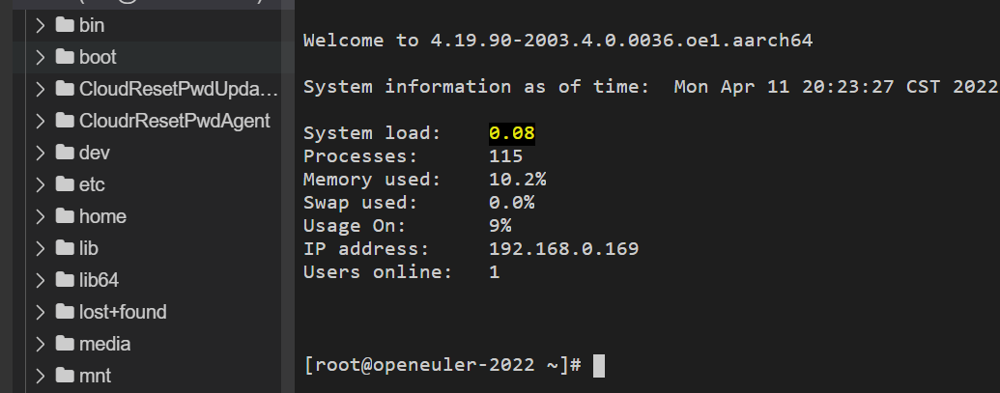 bin
boot
CloudResetPwdUpda...
CloudrResetPwdAgent
dev
etc
home
lib
lib64
lost+found
media
mnt
Welcome to 4.19.90-2003.4.0.0036.oe1.aarch64
System information as of time:  Mon Apr 11 20:23:27 CST 2022
System load:    0.08
Processes:      115
Memory used:    10.2%
Swap used:      0.0%
Usage On:       9%
IP address:     192.168.0.169
Users online:   1
[root@openeuler-2022 ~]#